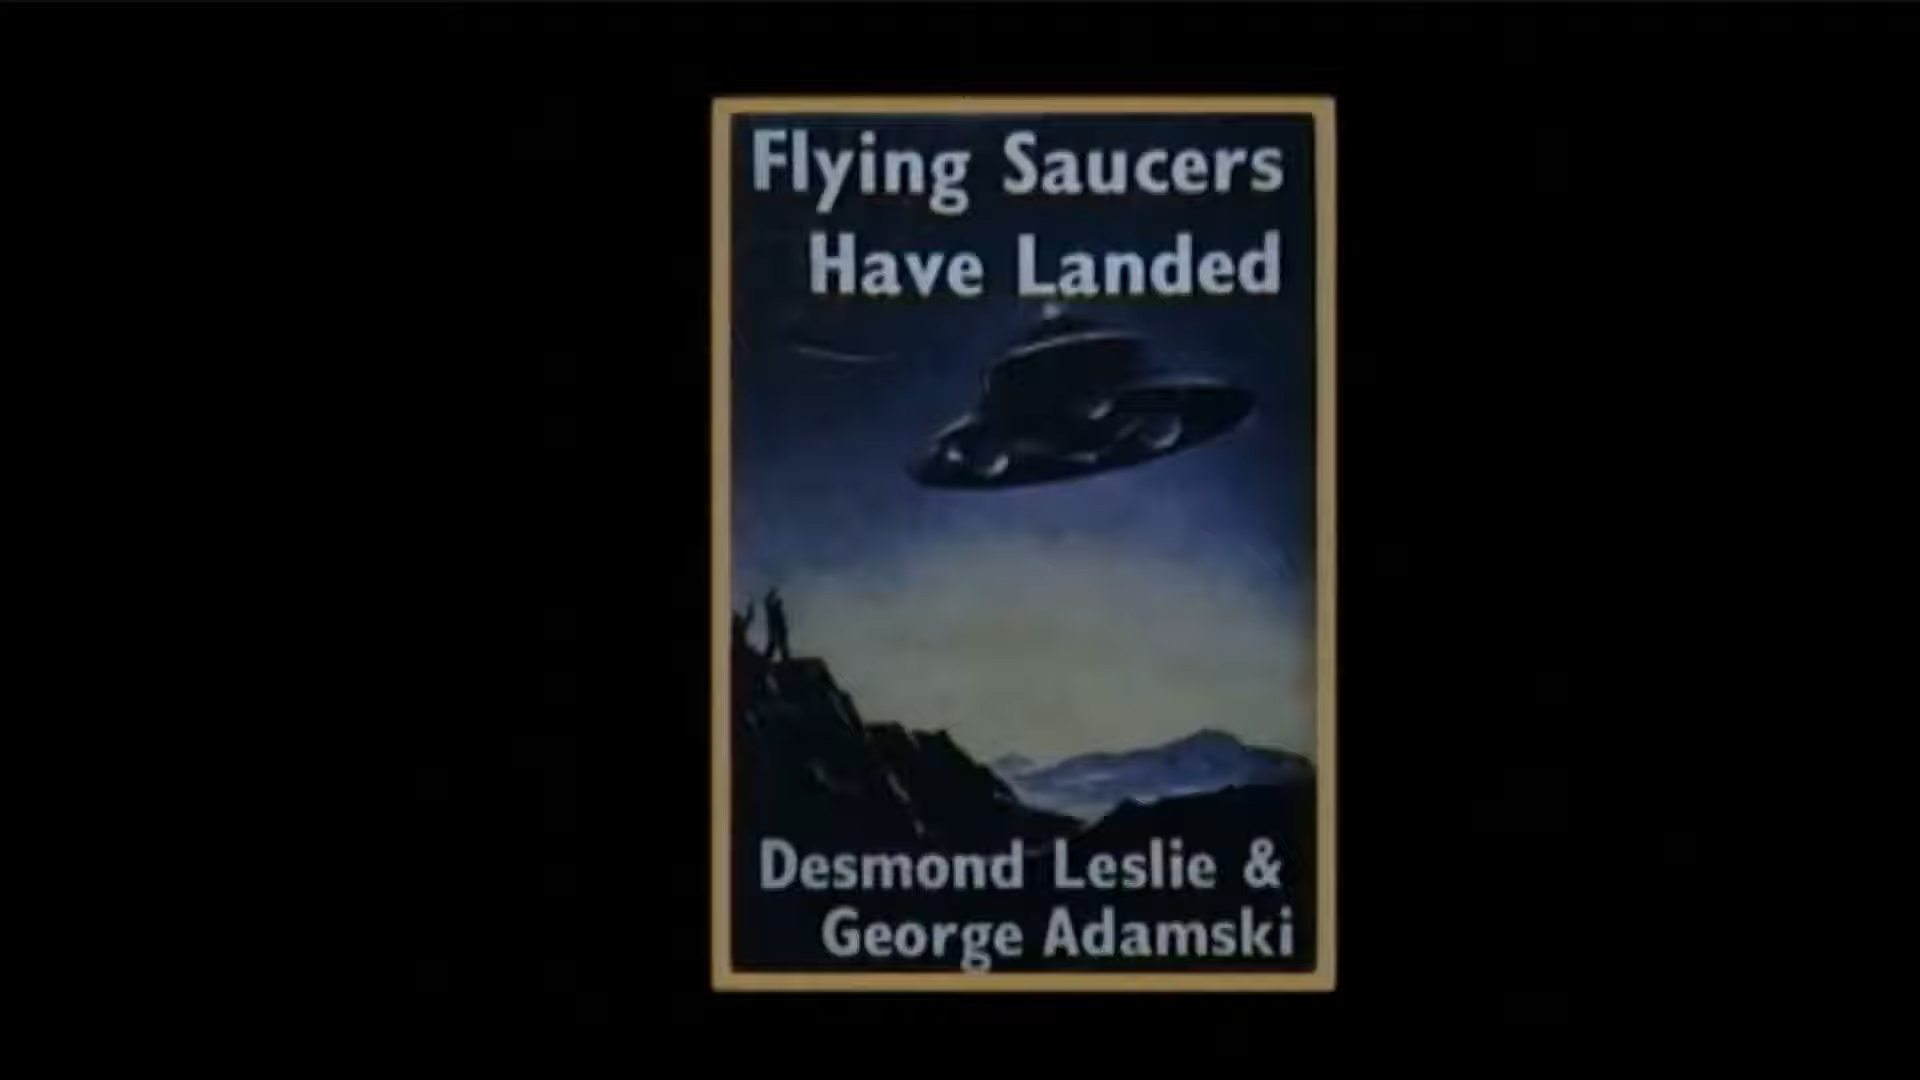 Flying Saucers
Have Landed
Desmond Leslie &
George Adamski